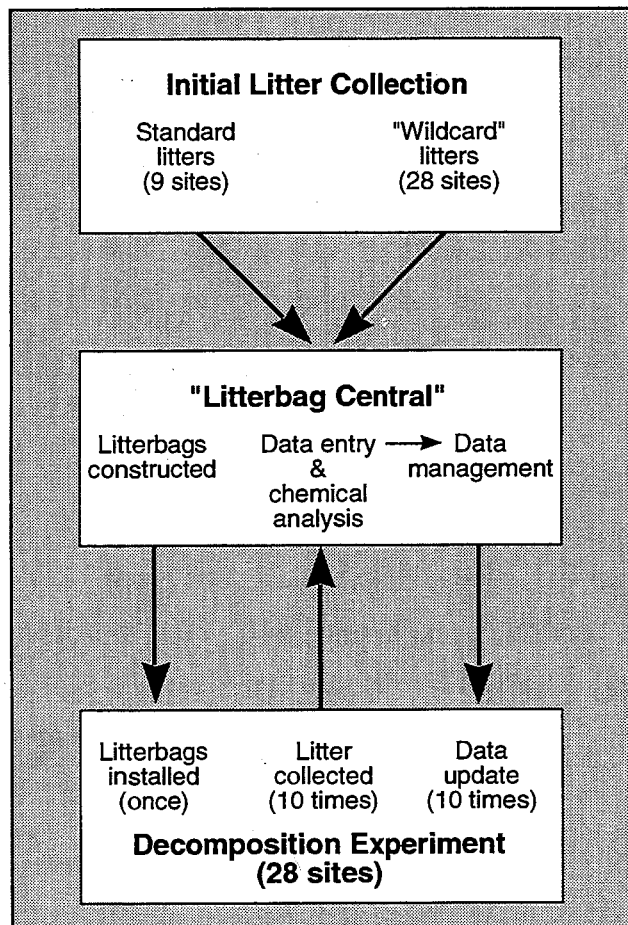 Initial Litter Collection
Standard
litters
(9 sites)
"Wildcard"
litters
(28 sites)
"Litterbag Central"
Litterbags
constructed
Data entry
&
chemical
analysis
Data
management
Litterbags
installed
(once)
Litter
collected
(10 times)
Data
update
(10 times)
Decomposition Experiment
(28 sites)